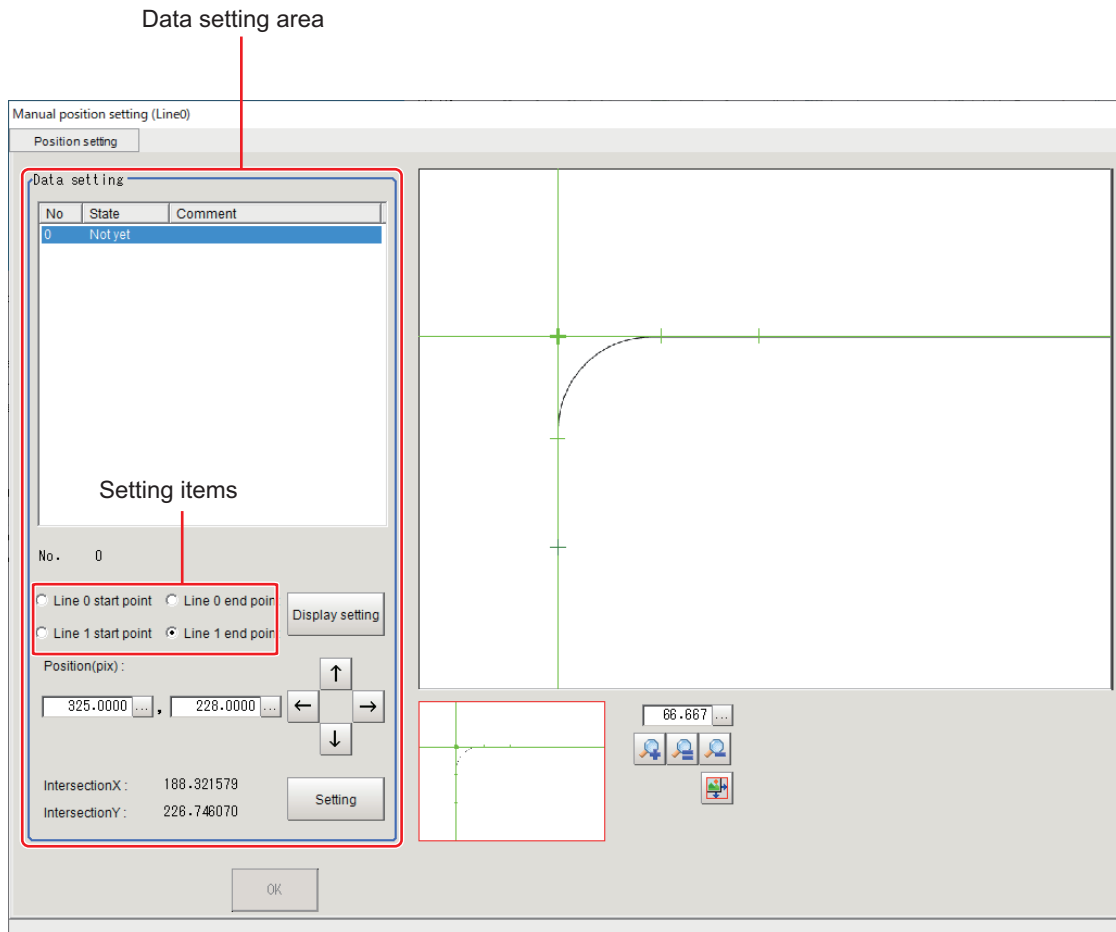 Data setting area
Manual position setting (Line0)
Position setting
Data setting
No State Comment
0 Not yet
Setting items
No. 0
Line 0 start point Line 0 end poin
Display setting
Line 1 start point Line 1 end poin
Position(pix) :
↑
325.0000 ... , 228.0000 ... ← →
↓
IntersectionX : 188.321579
Setting
IntersectionY : 226.746070
OK
66.667 ...